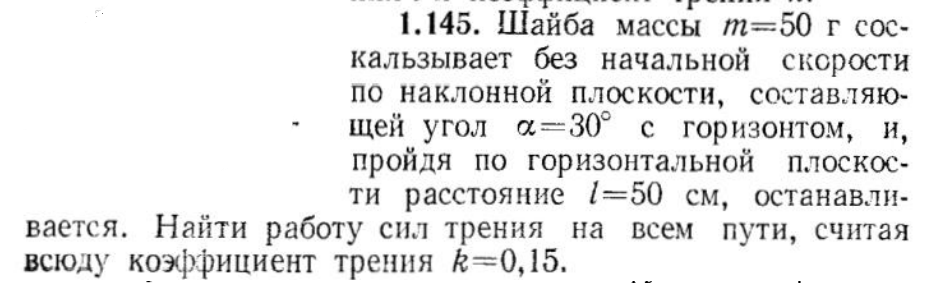 1.145. Шайба массы m=50 г сос-
кальзывает без начальной скорости
по наклонной плоскости, составляю-
щей угол α=30° с горизонтом, и,
пройдя по горизонтальной плоскос-
ти расстояние l=50 см, останавли-
вается. Найти работу сил трения на всем пути, считая
всюду коэффициент трения k=0,15.